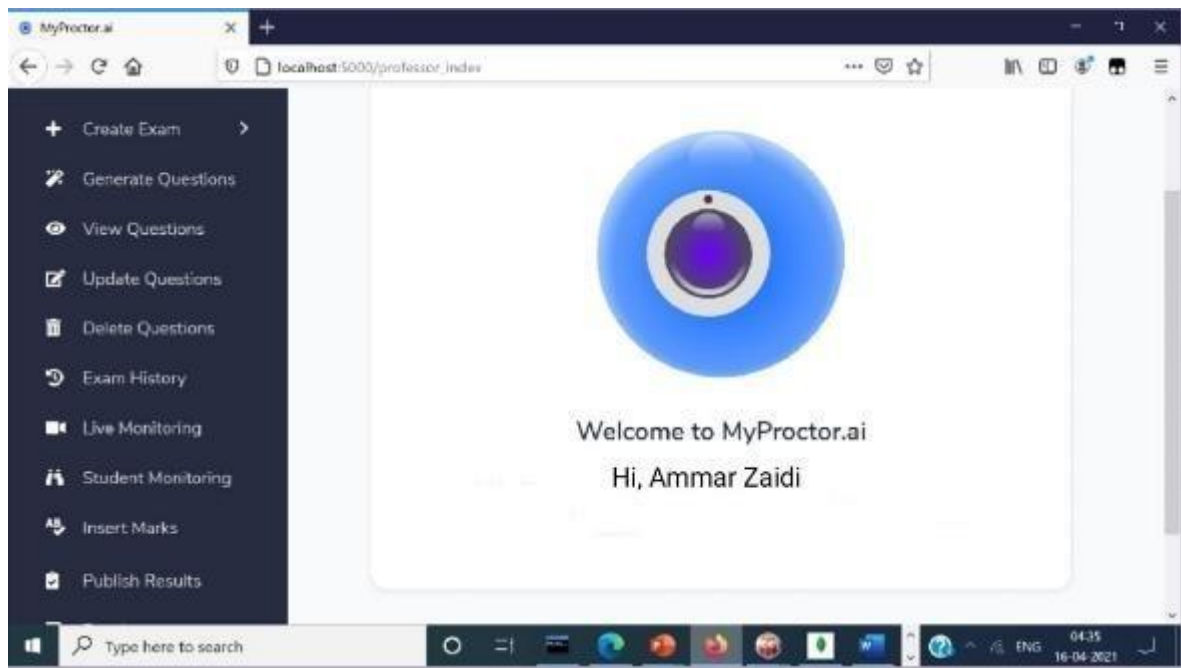 MyProctor.ai
localhost:5000/professor_index
Create Exam
Generate Questions
View Questions
Update Questions
Delete Questions
Exam History
Live Monitoring
Student Monitoring
Insert Marks
Publish Results
Welcome to MyProctor.ai
Hi, Ammar Zaidi
Type here to search
ENG
04:35
16-04-2021